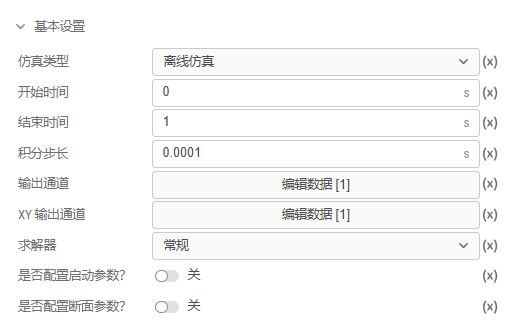 基本设置
仿真类型 离线仿真 (x)
开始时间 0 s (x)
结束时间 1 s (x)
积分步长 0.0001 s (x)
输出通道 编辑数据 [1] (x)
XY 输出通道 编辑数据 [1] (x)
求解器 常规 (x)
是否配置启动参数? 关 (x)
是否配置断面参数? 关 (x)